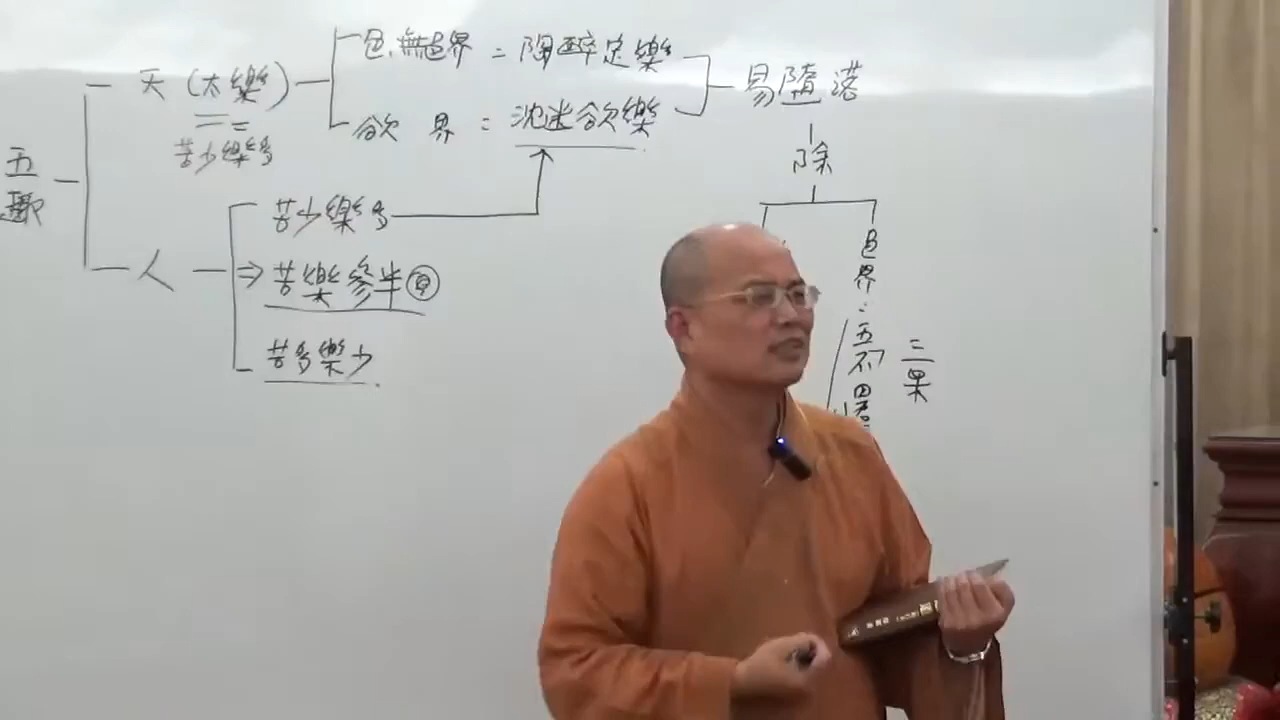 五趣
天(太樂)
苦少樂多
色.無色界=陶醉定樂
欲界:沈迷欲樂
易墮落
除
色界:五不
三果
人
苦少樂多
⇒苦樂參半
苦多樂少